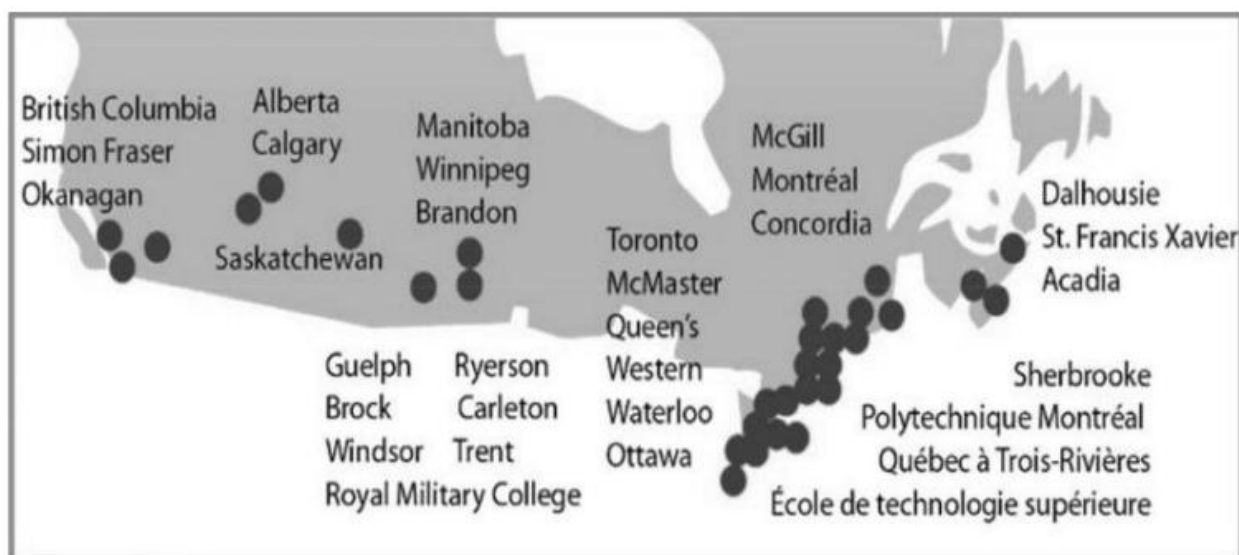 British Columbia
Simon Fraser
Okanagan
Alberta
Calgary
Saskatchewan
Manitoba
Winnipeg
Brandon
Toronto
McMaster
Queen's
Western
Waterloo
Ottawa
McGill
Montréal
Concordia
Dalhousie
St. Francis Xavier
Acadia
Guelph Ryerson
Brock Carleton
Windsor Trent
Royal Military College
Sherbrooke
Polytechnique Montréal
Québec à Trois-Rivières
École de technologie supérieure